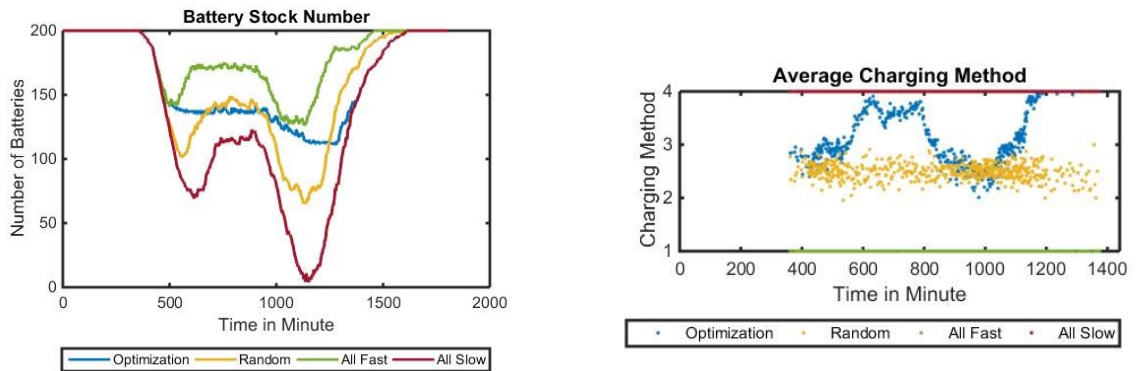 Battery Stock Number
200
150
100
50
0
Number of Batteries
0 500 1000 1500 2000
Time in Minute
Optimization Random All Fast All Slow
Average Charging Method
4
3
2
1
Charging Method
0 200 400 600 800 1000 1200 1400
Time in Minute
Optimization Random All Fast All Slow